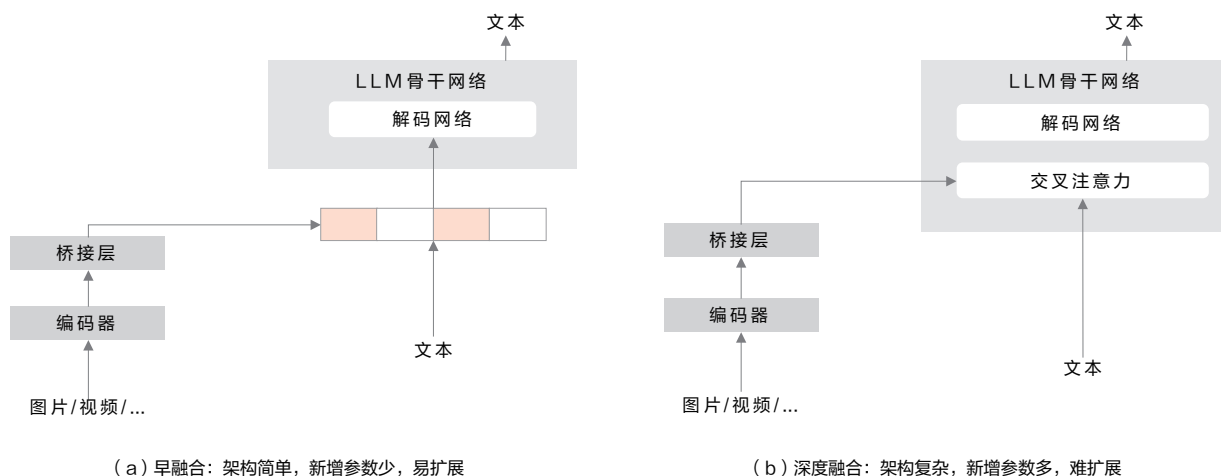 文本
LLM骨干网络
解码网络
桥接层
编码器
文本
图片/视频/...
（a）早融合：架构简单，新增参数少，易扩展
文本
LLM骨干网络
解码网络
交叉注意力
桥接层
编码器
文本
图片/视频/...
（b）深度融合：架构复杂，新增参数多，难扩展